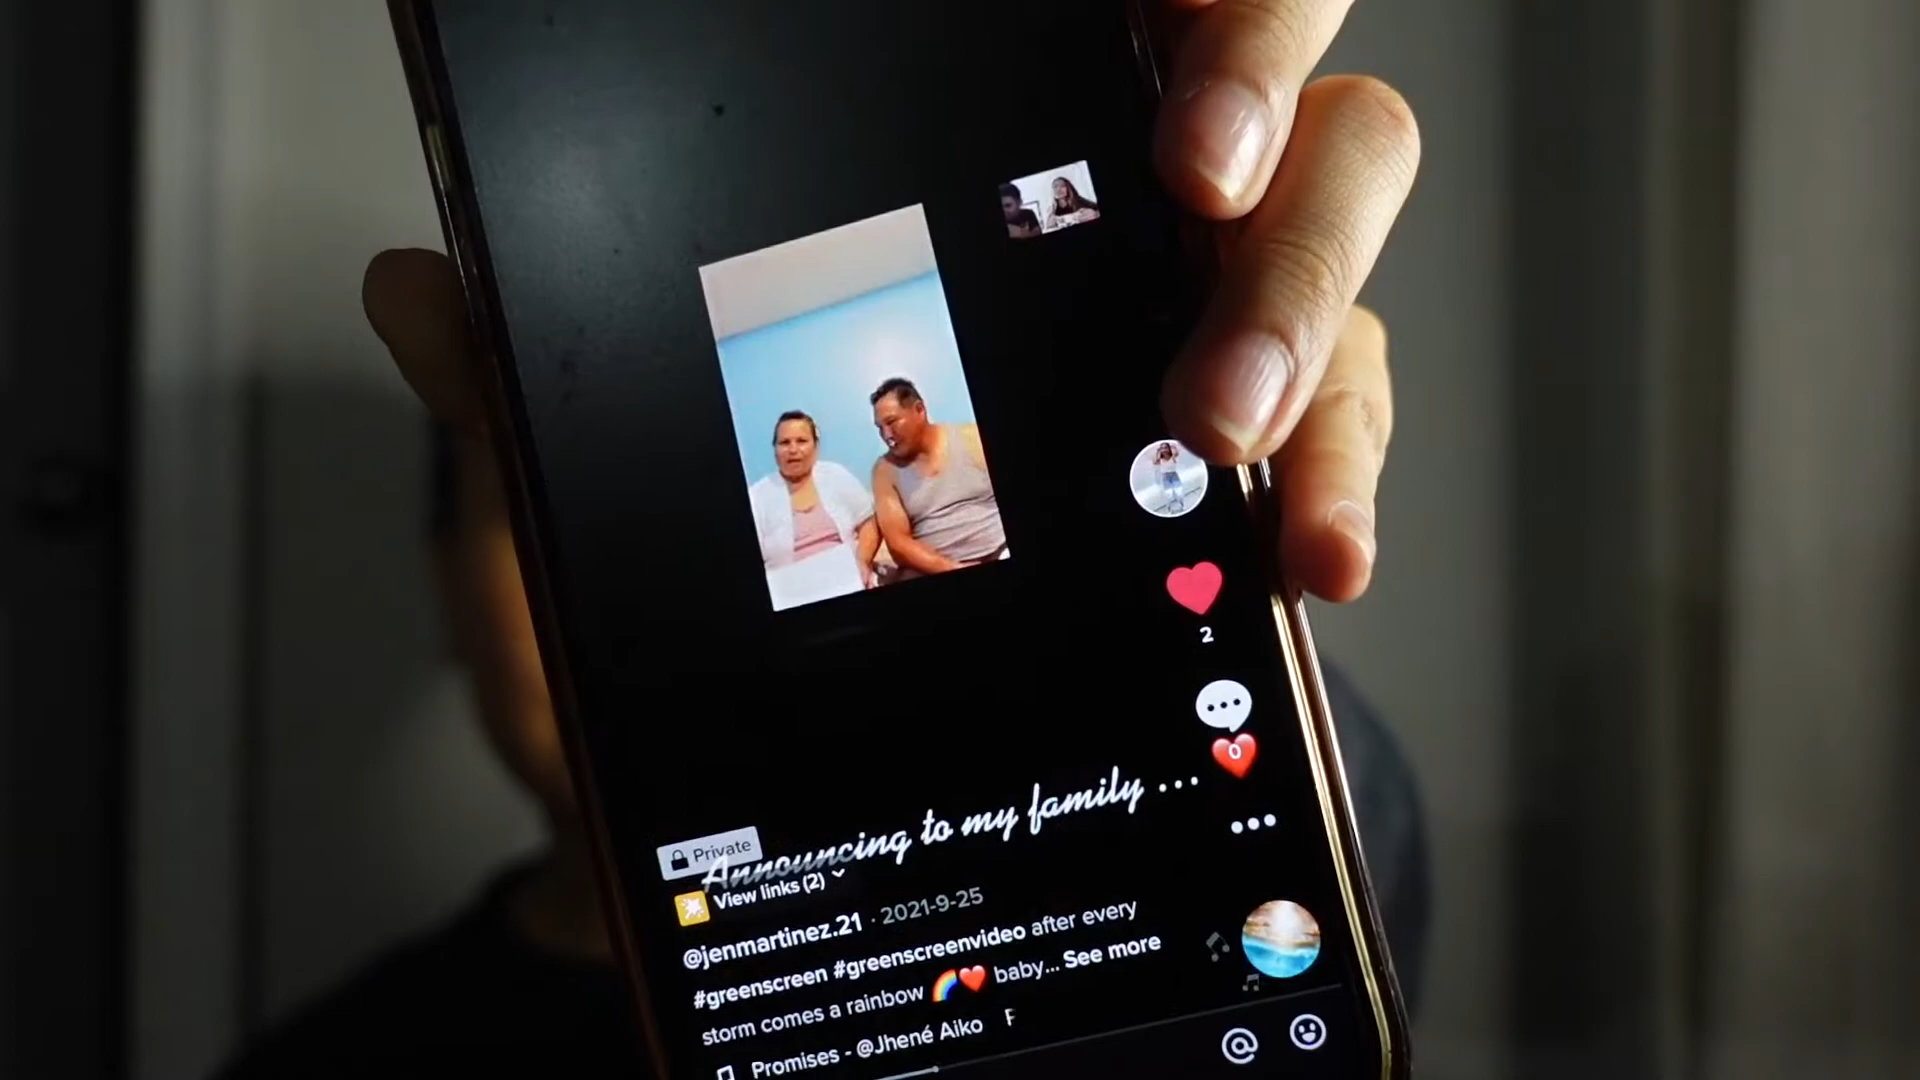 2
0
Announcing to my family ...
Private
View links (2)
@jenmartinez.21 · 2021-9-25
#greenscreen #greenscreenvideo after every
storm comes a rainbow 🌈❤️ baby... See more
Promises - @Jhené Aiko